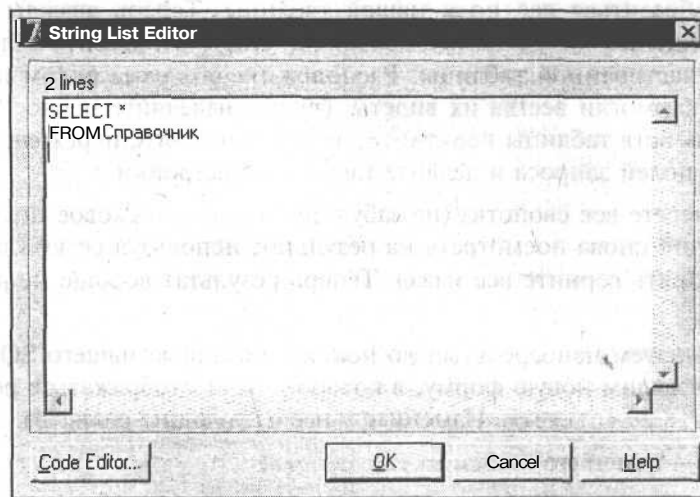 String List Editor
2 lines
SELECT *
FROM Справочник
Code Editor...
OK
Cancel
Help